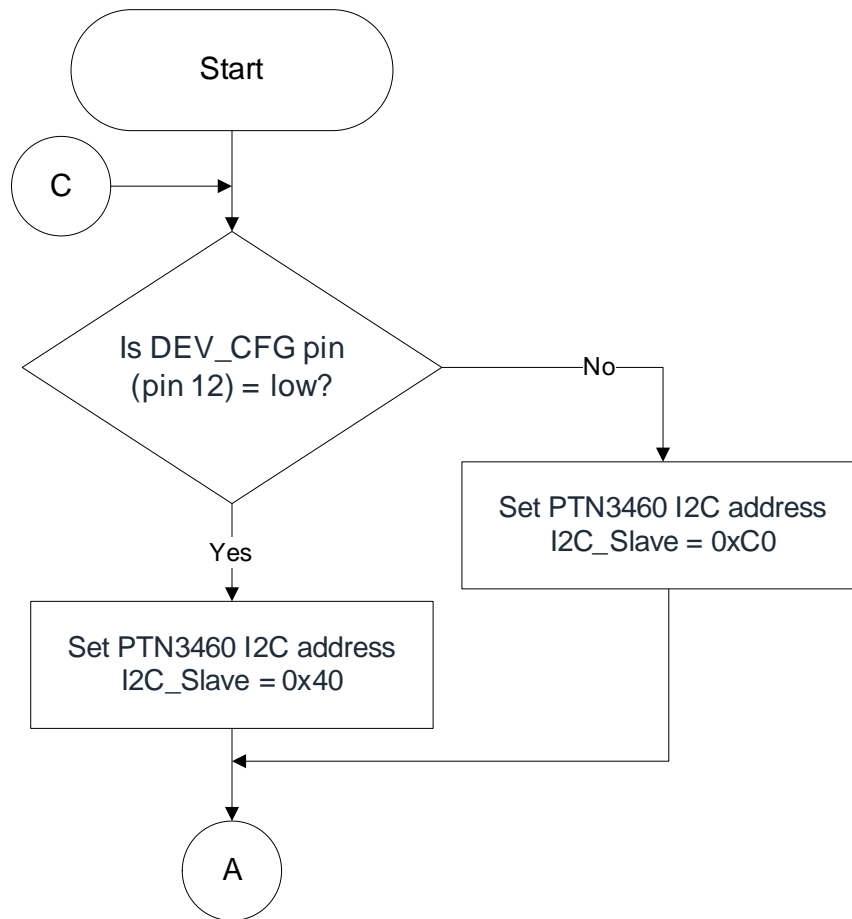 Start
C
Is DEV_CFG pin
(pin 12) = low?
No
Set PTN3460 I2C address
I2C_Slave = 0xC0
Yes
Set PTN3460 I2C address
I2C_Slave = 0x40
A